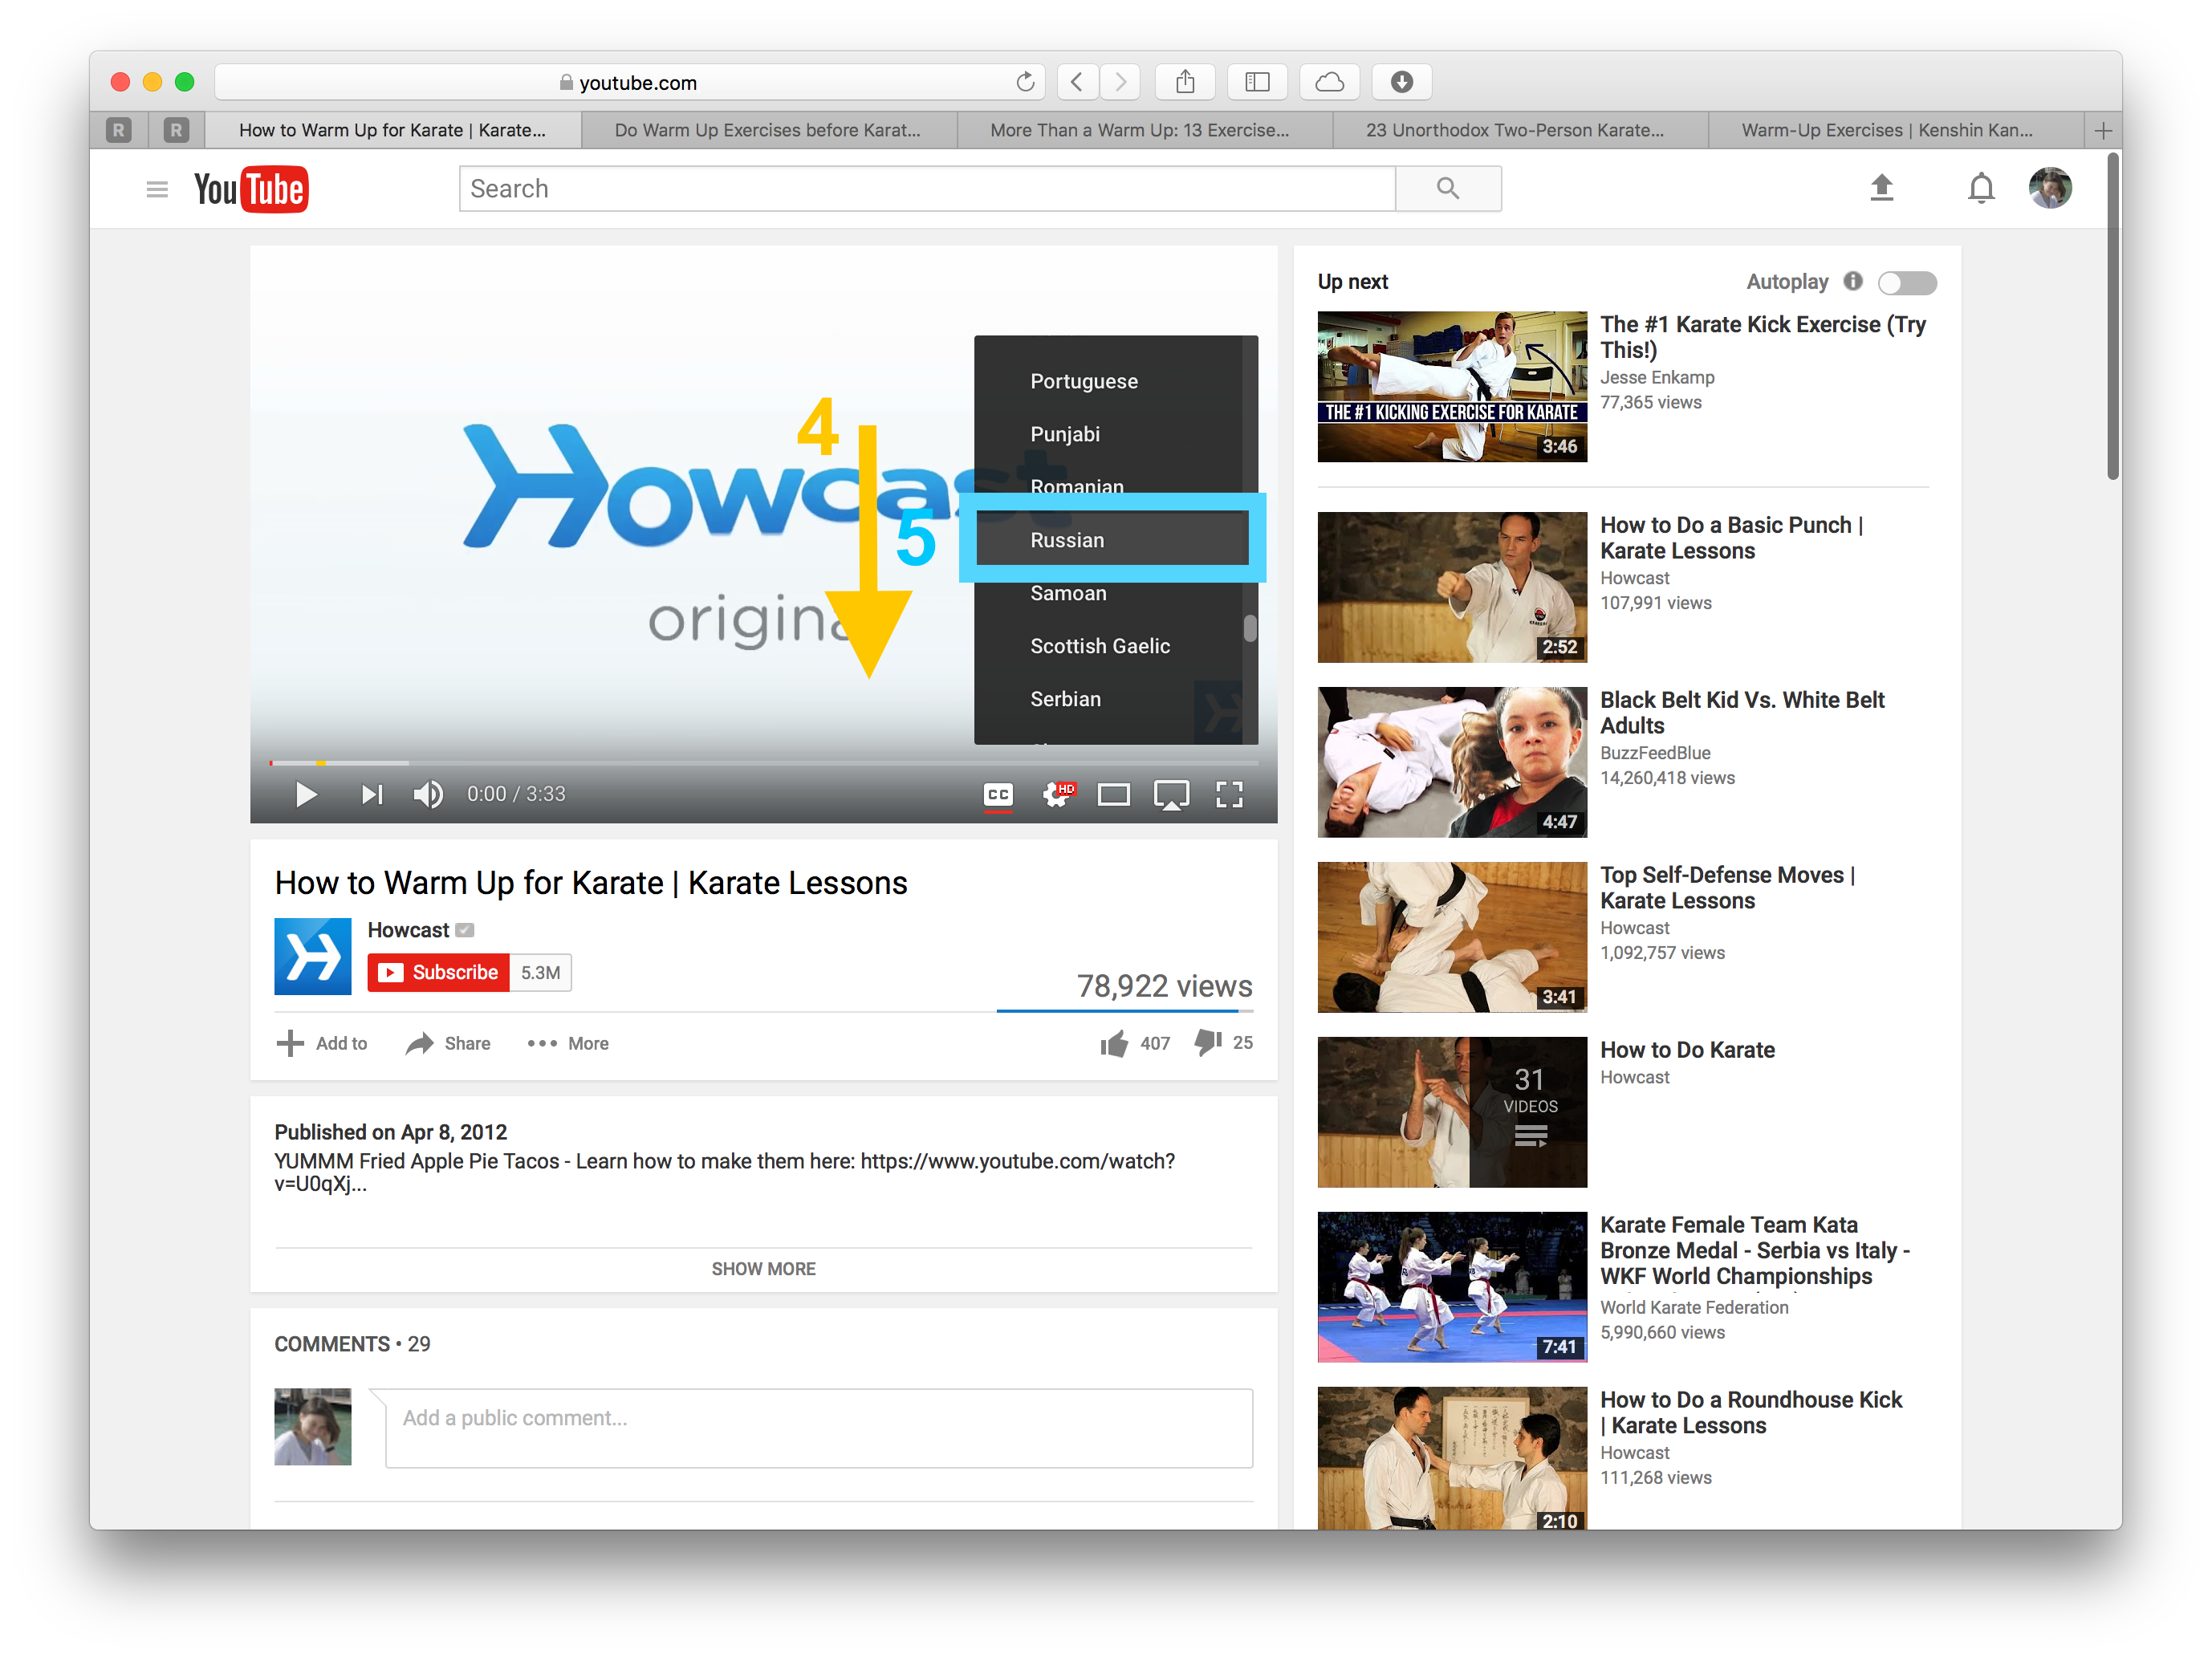 youtube.com
R
R
How to Warm Up for Karate | Karate...
Do Warm Up Exercises before Karat...
More Than a Warm Up: 13 Exercise...
23 Unorthodox Two-Person Karate...
Warm-Up Exercises | Kenshin Kan...
YouTube
Search
Howcast
original
4
5
Portuguese
Punjabi
Romanian
Russian
Samoan
Scottish Gaelic
Serbian
0:00 / 3:33
CC
HD
How to Warm Up for Karate | Karate Lessons
Howcast
Subscribe 5.3M
78,922 views
Add to Share More
407 25
Published on Apr 8, 2012
YUMMM Fried Apple Pie Tacos - Learn how to make them here: https://www.youtube.com/watch?
v=U0qXj...
SHOW MORE
COMMENTS • 29
Add a public comment...
Up next
Autoplay
THE #1 KICKING EXERCISE FOR KARATE
3:46
The #1 Karate Kick Exercise (Try
This!)
Jesse Enkamp
77,365 views
2:52
How to Do a Basic Punch |
Karate Lessons
Howcast
107,991 views
4:47
Black Belt Kid Vs. White Belt
Adults
BuzzFeedBlue
14,260,418 views
3:41
Top Self-Defense Moves |
Karate Lessons
Howcast
1,092,757 views
31
VIDEOS
How to Do Karate
Howcast
7:41
Karate Female Team Kata
Bronze Medal - Serbia vs Italy -
WKF World Championships
World Karate Federation
5,990,660 views
2:10
How to Do a Roundhouse Kick
| Karate Lessons
Howcast
111,268 views